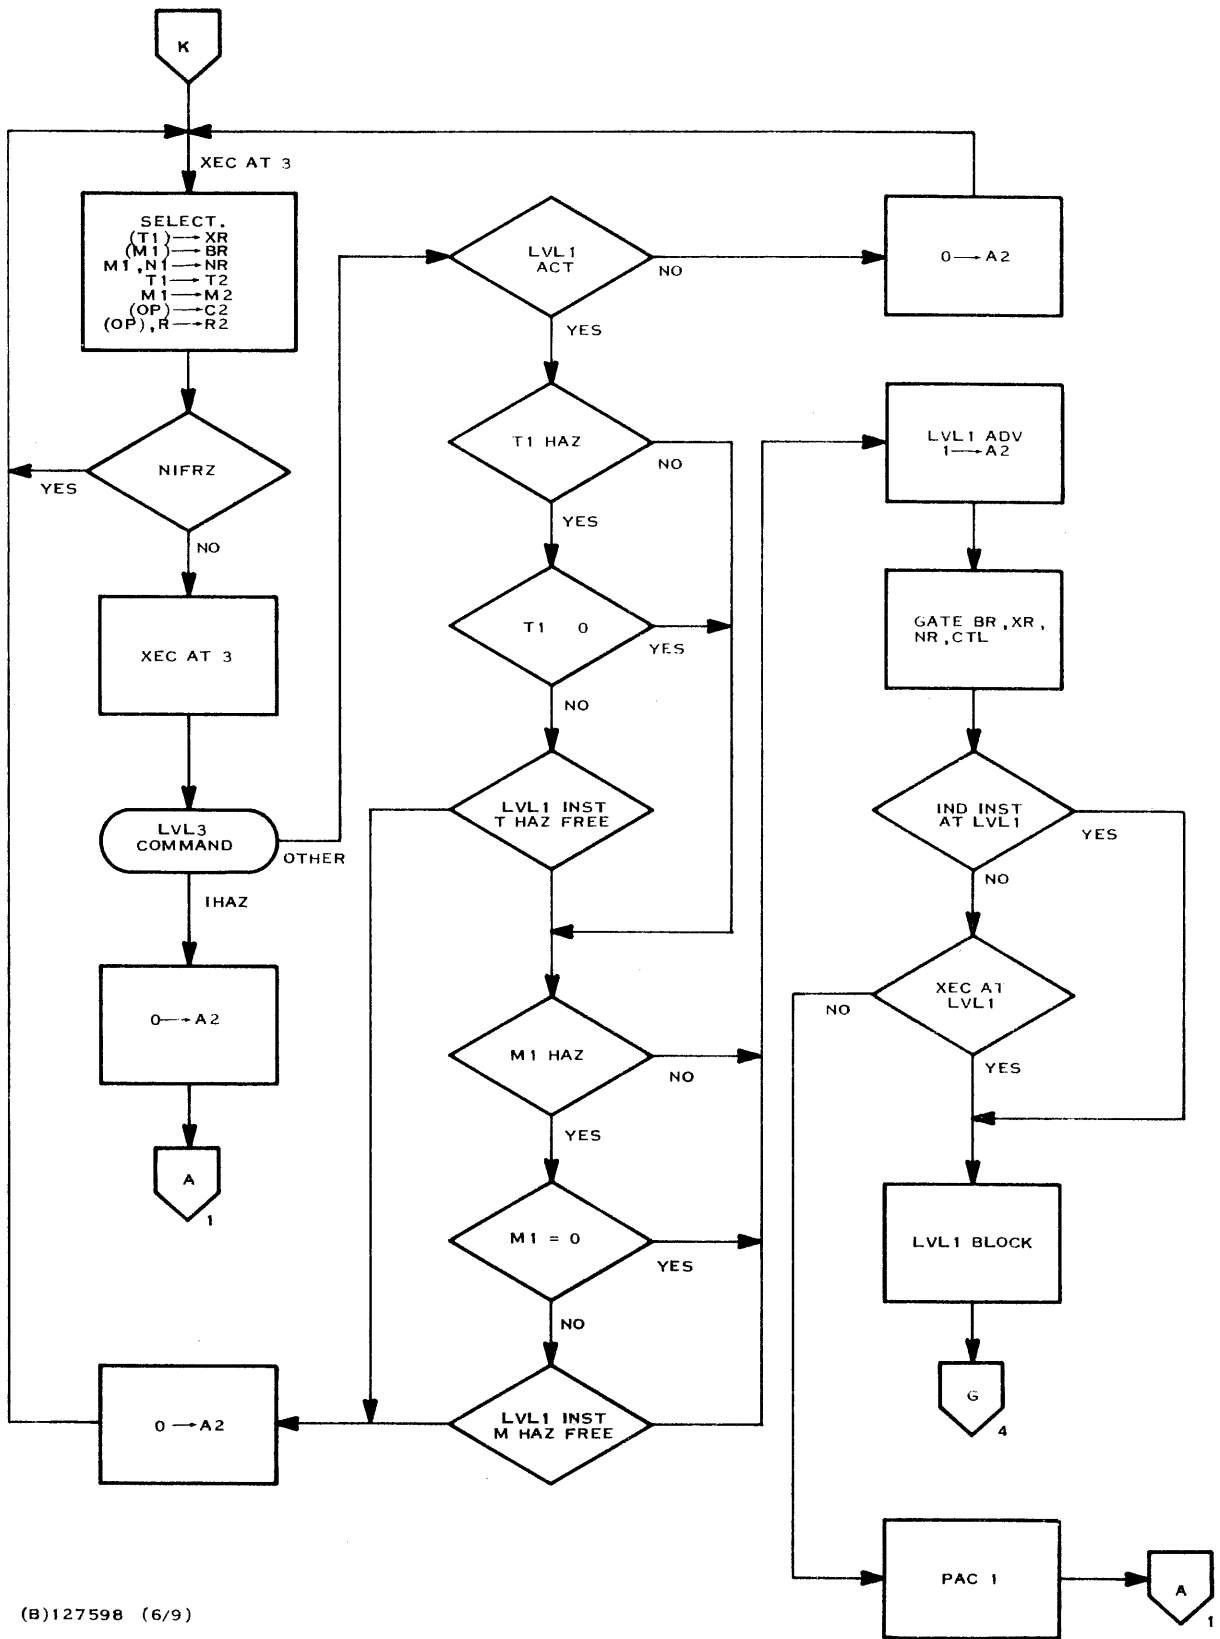 K
XEC AT 3
SELECT.
(T1)→XR
(M1)→BR
M1,N1→NR
T1→T2
M1→M2
(OP)→C2
(OP),R→R2
NIFRZ
YES
NO
XEC AT 3
LVL3
COMMAND
OTHER
IHAZ
0→A2
A
1
0→A2
LVL1
ACT
NO
YES
T1 HAZ
NO
YES
T1 0
YES
NO
LVL1 INST
T HAZ FREE
M1 HAZ
NO
YES
M1 = 0
YES
NO
LVL1 INST
M HAZ FREE
0→A2
LVL1 ADV
1→A2
GATE BR,XR,
NR,CTL
IND INST
AT LVL1
YES
NO
XEC AT
LVL1
NO
YES
LVL1 BLOCK
G
4
PAC 1
A
1
(B)127598 (6/9)